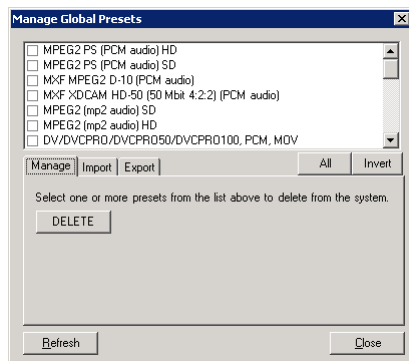 Manage Global Presets
MPEG2 PS (PCM audio) HD
MPEG2 PS (PCM audio) SD
MXF MPEG2 D-10 (PCM audio)
MXF XDCAM HD-50 (50 Mbit 4:2:2) (PCM audio)
MPEG2 (mp2 audio) SD
MPEG2 (mp2 audio) HD
DV/DVCPRO/DVCPRO50/DVCPRO100, PCM, MOV
Manage Import Export All Invert
Select one or more presets from the list above to delete from the system.
DELETE
Refresh Close